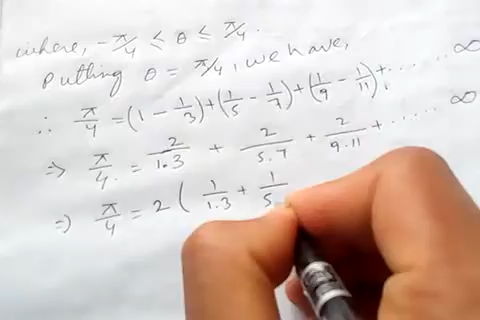 where, -π/4 ≤ θ ≤ π/4.
Putting θ = π/4, we have,
∴ π/4 = (1 - 1/3) + (1/5 - 1/7) + (1/9 - 1/11) + ...... ∞
=> π/4. = 2/1.3 + 2/5.7 + 2/9.11 + ...... ∞
=> π/4 = 2 ( 1/1.3 + 1/5